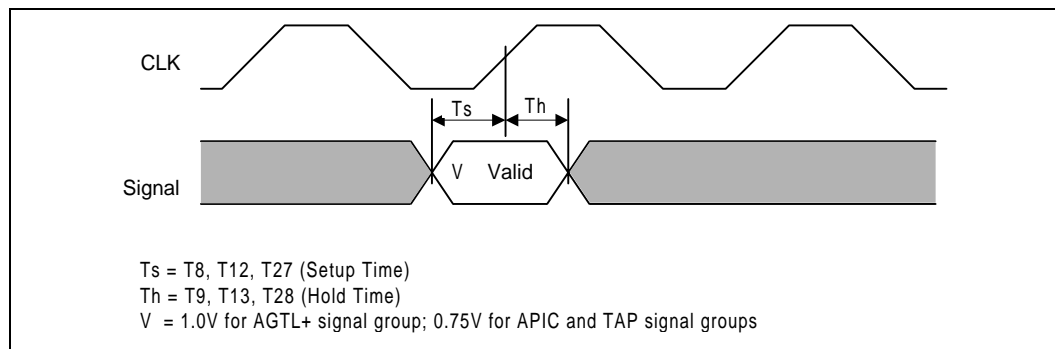 CLK
Ts Th
V Valid
Signal
Ts = T8, T12, T27 (Setup Time)
Th = T9, T13, T28 (Hold Time)
V = 1.0V for AGTL+ signal group; 0.75V for APIC and TAP signal groups